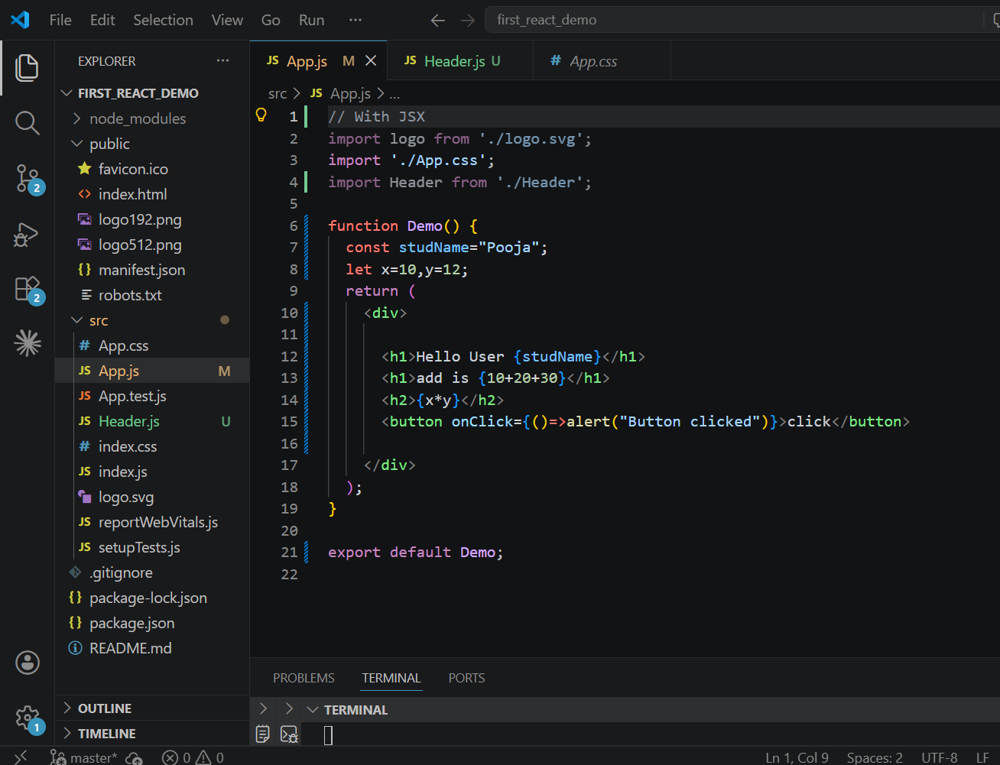 File Edit Selection View Go Run ··· first_react_demo
EXPLORER ···
FIRST_REACT_DEMO
node_modules
public
favicon.ico
index.html
logo192.png
logo512.png
{} manifest.json
robots.txt
src
# App.css
JS App.js M
JS App.test.js
JS Header.js U
# index.css
JS index.js
logo.svg
JS reportWebVitals.js
JS setupTests.js
.gitignore
{} package-lock.json
{} package.json
README.md
OUTLINE
TIMELINE
2
2
1
JS App.js M JS Header.js U # App.css
src > JS App.js > ...
1 // With JSX
2 import logo from './logo.svg';
3 import './App.css';
4 import Header from './Header';
5
6 function Demo() {
7 const studName="Pooja";
8 let x=10,y=12;
9 return (
10 <div>
11
12 <h1>Hello User {studName}</h1>
13 <h1>add is {10+20+30}</h1>
14 <h2>{x*y}</h2>
15 <button onClick={()=>alert("Button clicked")}>click</button>
16
17 </div>
18 );
19 }
20
21 export default Demo;
22
PROBLEMS TERMINAL PORTS
TERMINAL
master* 0 0 Ln 1, Col 9 Spaces: 2 UTF-8 LF